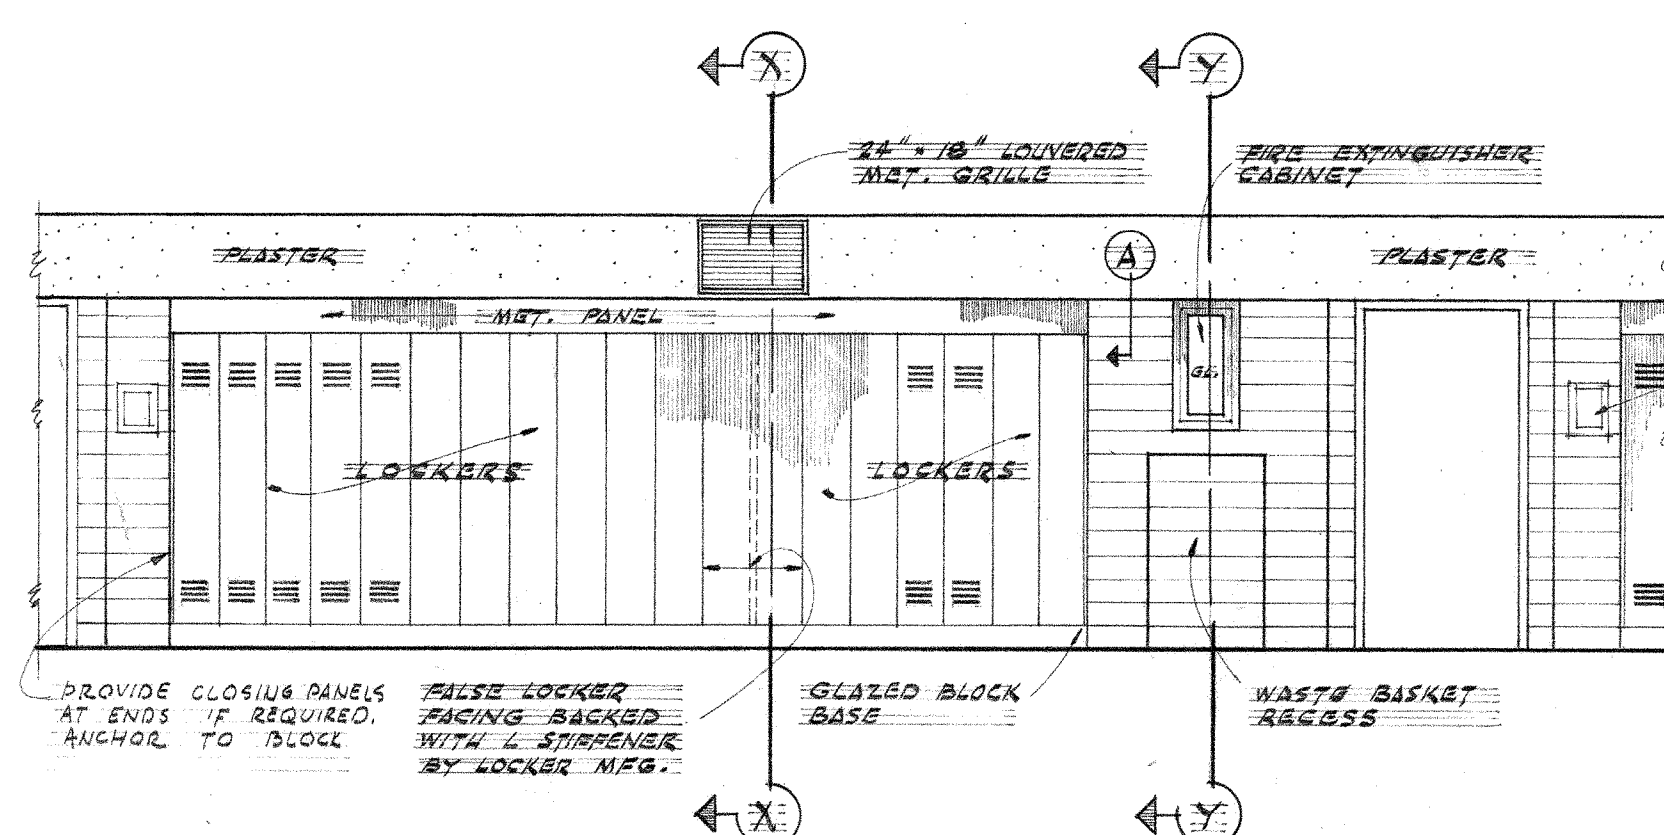 X
Y
24" x 18" LOUVERED
MET. GRILLE
FIRE EXTINGUISHER
CABINET
PLASTER
A
PLASTER
MET. PANEL
GL.
LOCKERS
LOCKERS
PROVIDE CLOSING PANELS
AT ENDS IF REQUIRED.
ANCHOR TO BLOCK
FALSE LOCKER
FACING BACKED
WITH L STIFFENER
BY LOCKER MFG.
GLAZED BLOCK
BASE
WASTE BASKET
RECESS
X
Y